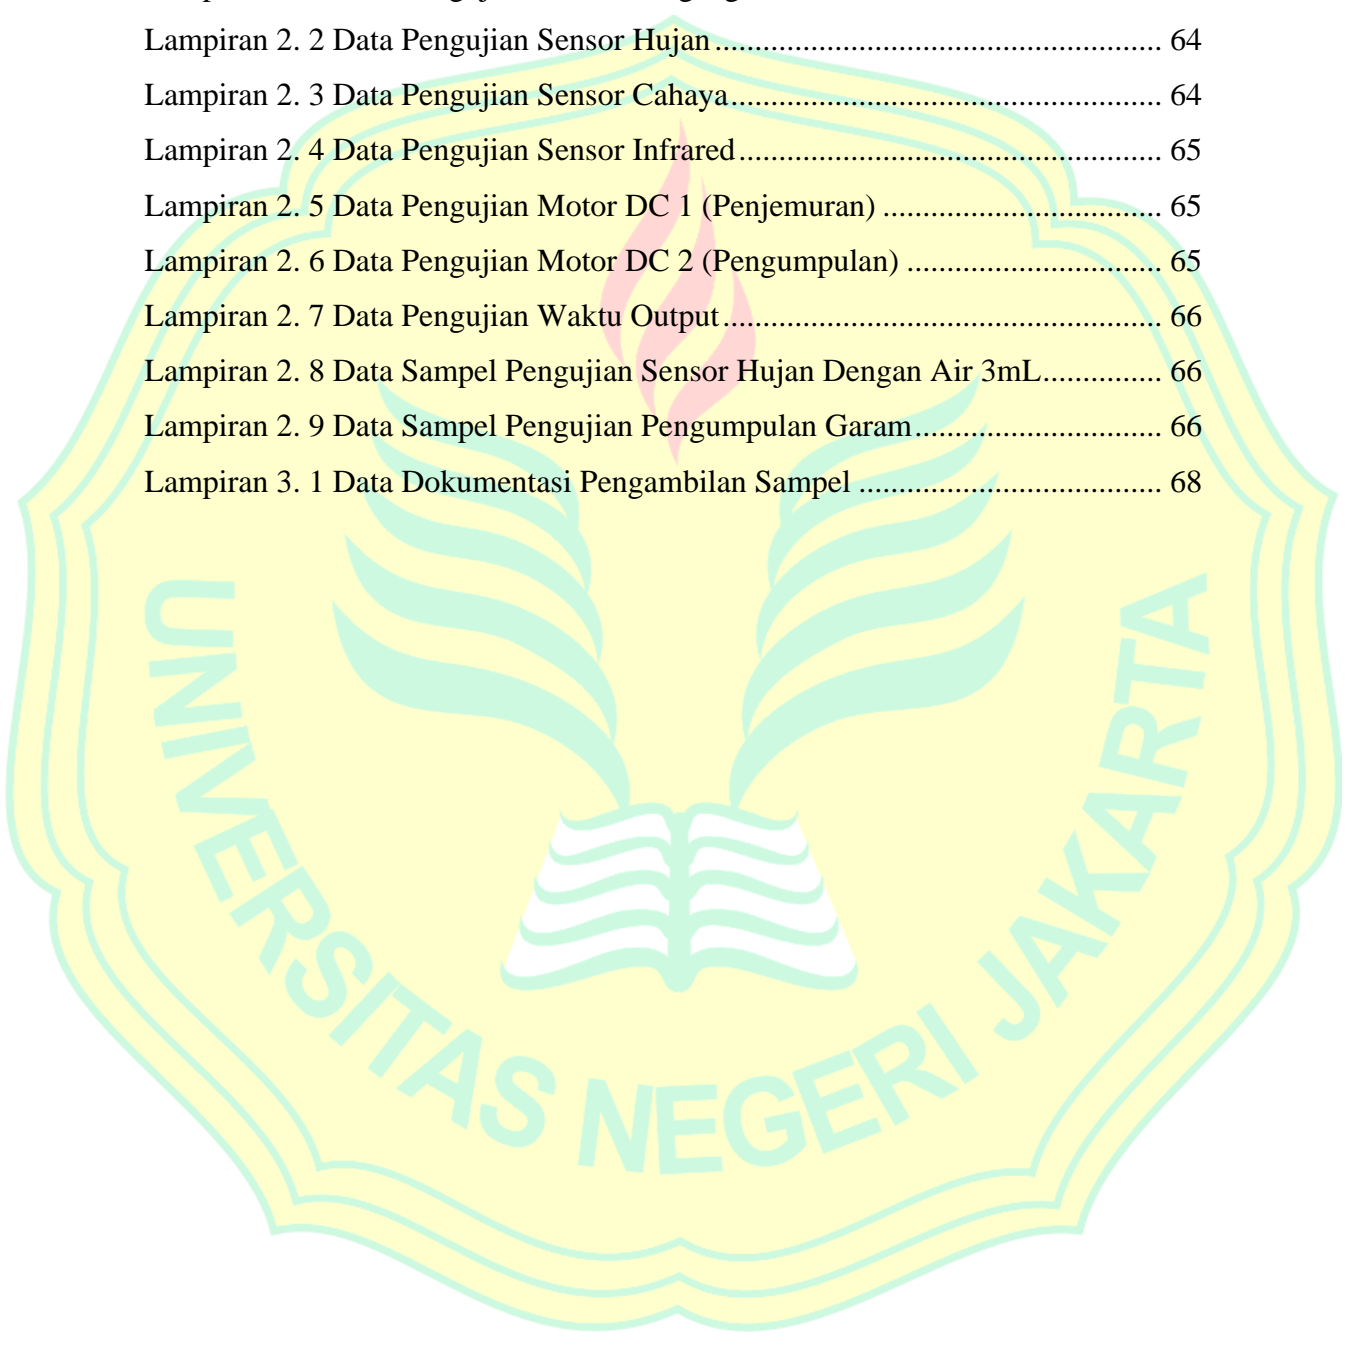 Lampiran 2. 2 Data Pengujian Sensor Hujan ........................................................ 64
Lampiran 2. 3 Data Pengujian Sensor Cahaya...................................................... 64
Lampiran 2. 4 Data Pengujian Sensor Infrared ..................................................... 65
Lampiran 2. 5 Data Pengujian Motor DC 1 (Penjemuran) ................................... 65
Lampiran 2. 6 Data Pengujian Motor DC 2 (Pengumpulan) ................................ 65
Lampiran 2. 7 Data Pengujian Waktu Output ....................................................... 66
Lampiran 2. 8 Data Sampel Pengujian Sensor Hujan Dengan Air 3mL............... 66
Lampiran 2. 9 Data Sampel Pengujian Pengumpulan Garam............................... 66
Lampiran 3. 1 Data Dokumentasi Pengambilan Sampel ...................................... 68
UNIVERSITAS NEGERI JAKARTA